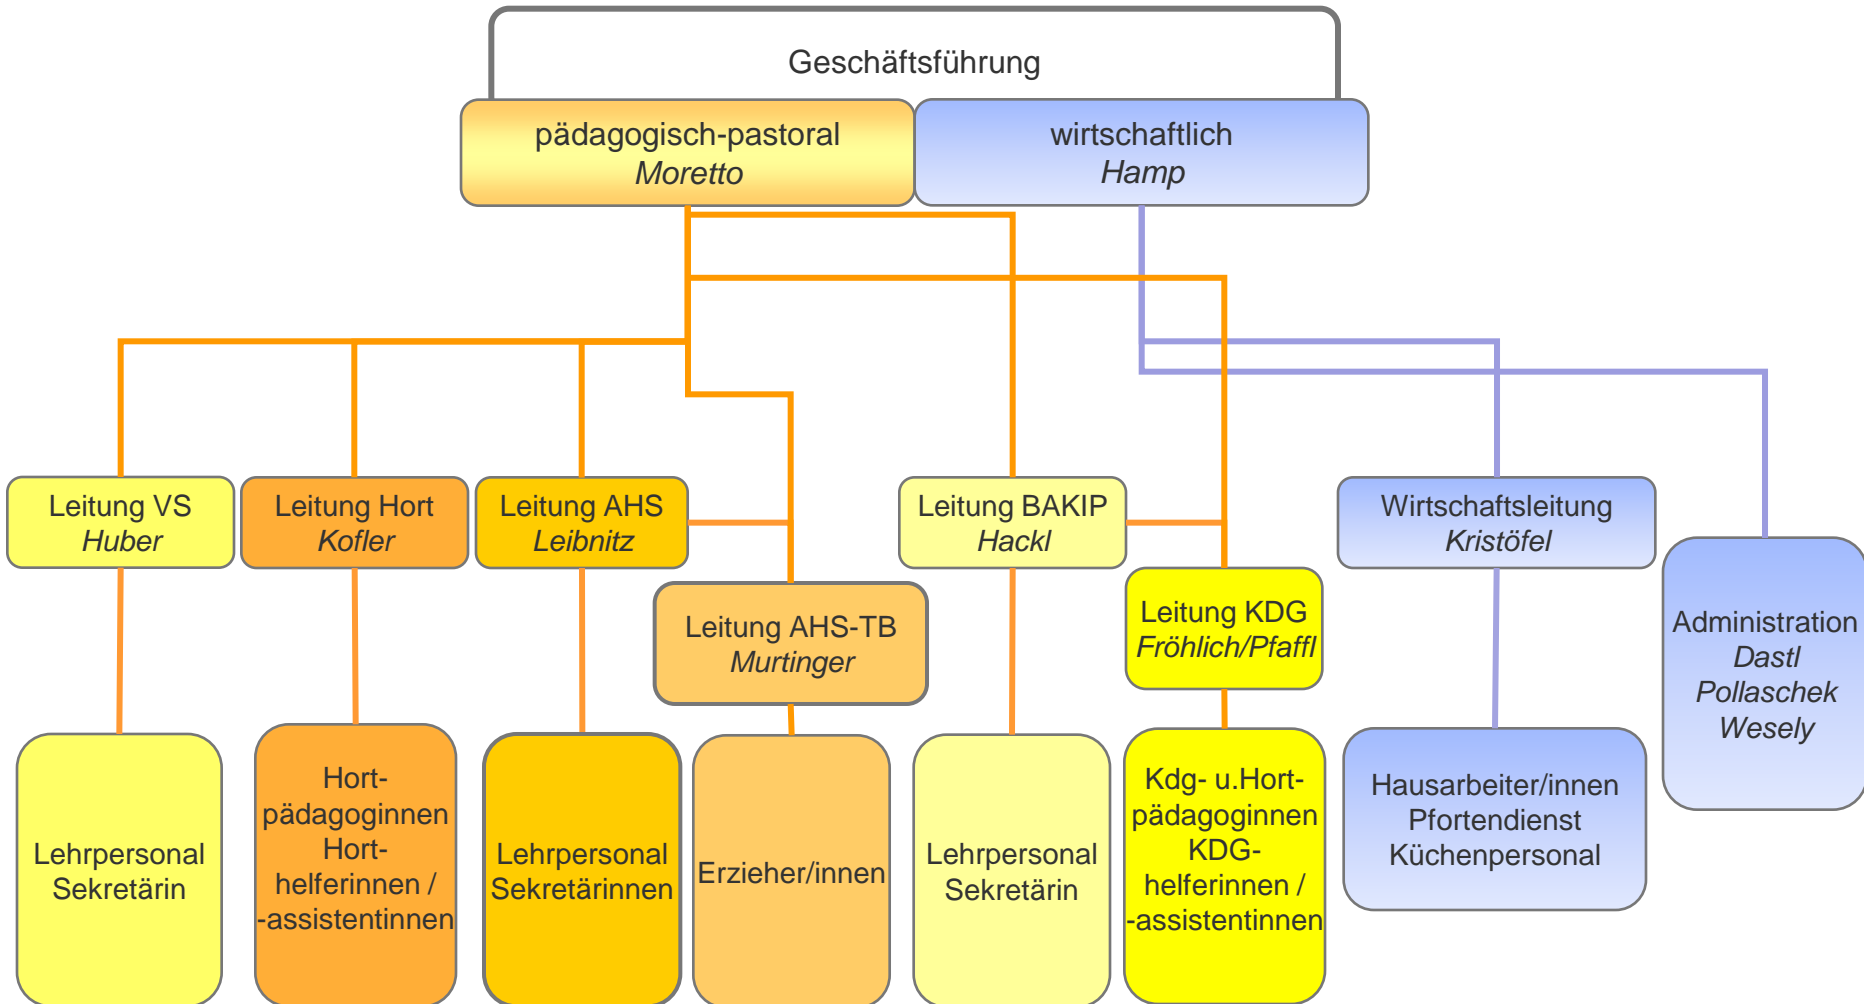 Geschäftsführung
pädagogisch-pastoral
Moretto
wirtschaftlich
Hamp
Leitung VS
Huber
Leitung Hort
Kofler
Leitung AHS
Leibnitz
Leitung BAKIP
Hackl
Wirtschaftsleitung
Kristöfel
Leitung AHS-TB
Murtinger
Leitung KDG
Fröhlich/Pfaffl
Administration
Dastl
Pollaschek
Wesely
Lehrpersonal
Sekretärin
Hort-
pädagoginnen
Hort-
helferinnen /
-assistentinnen
Lehrpersonal
Sekretärinnen
Erzieher/innen
Lehrpersonal
Sekretärin
Kdg- u.Hort-
pädagoginnen
KDG-
helferinnen /
-assistentinnen
Hausarbeiter/innen
Pfortendienst
Küchenpersonal